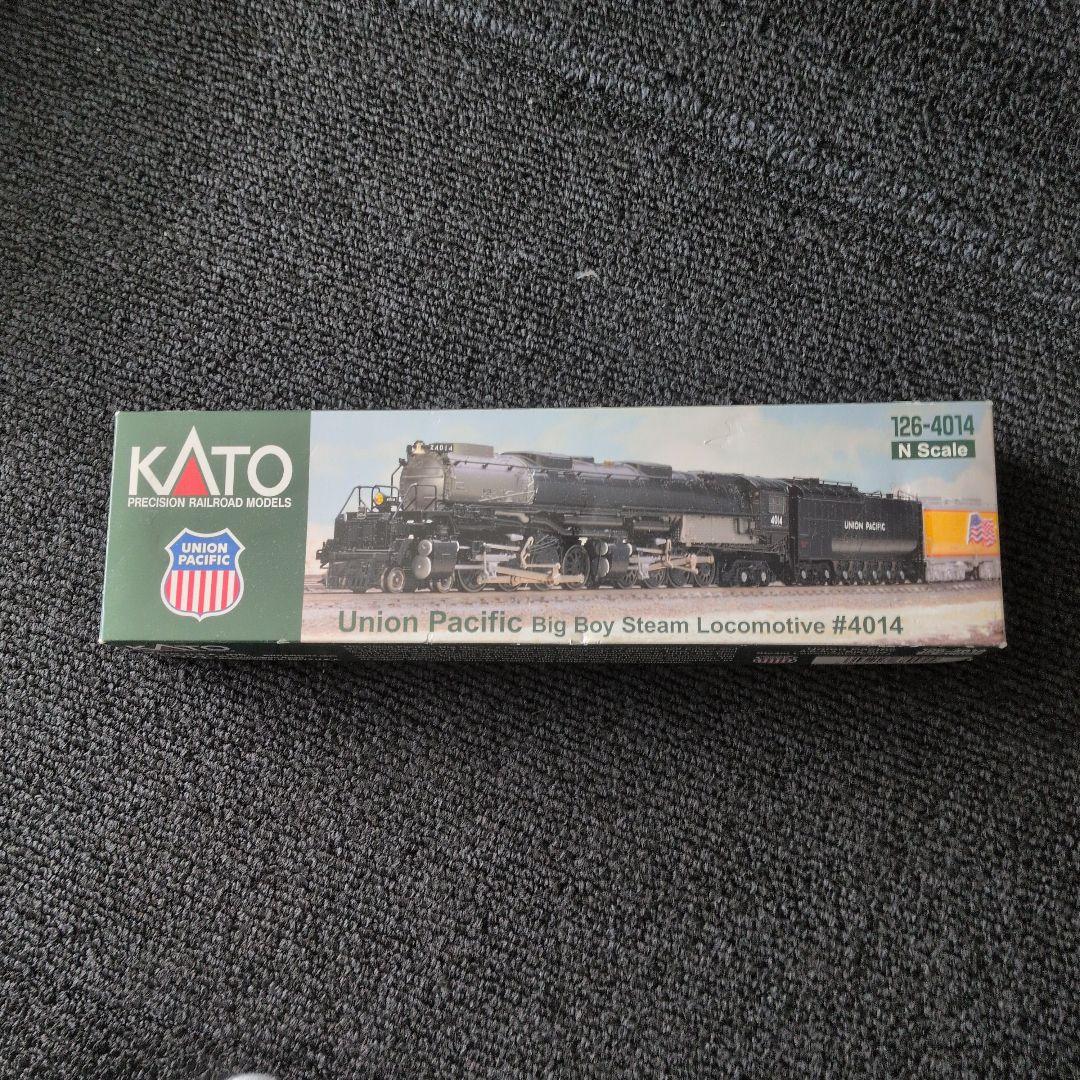 KATO
PRECISION RAILROAD MODELS
UNION
PACIFIC
126-4014
N Scale
4014
UNION PACIFIC
Union Pacific Big Boy Steam Locomotive #4014